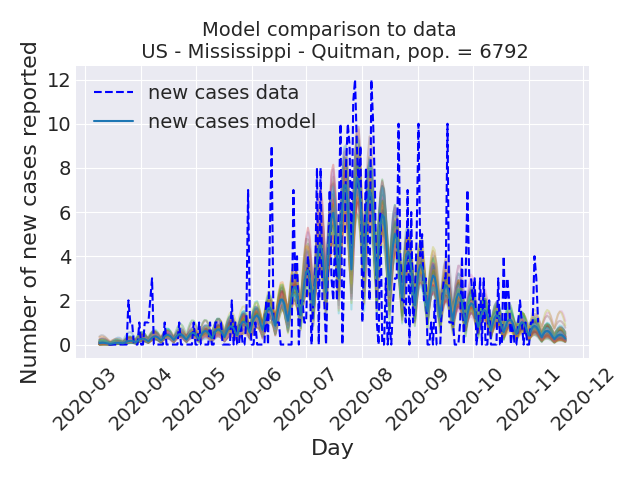 Model comparison to data
US - Mississippi - Quitman, pop. = 6792
Number of new cases reported
12
10
8
6
4
2
0
new cases data
new cases model
2020-03
2020-04
2020-05
2020-06
2020-07
2020-08
2020-09
2020-10
2020-11
2020-12
Day